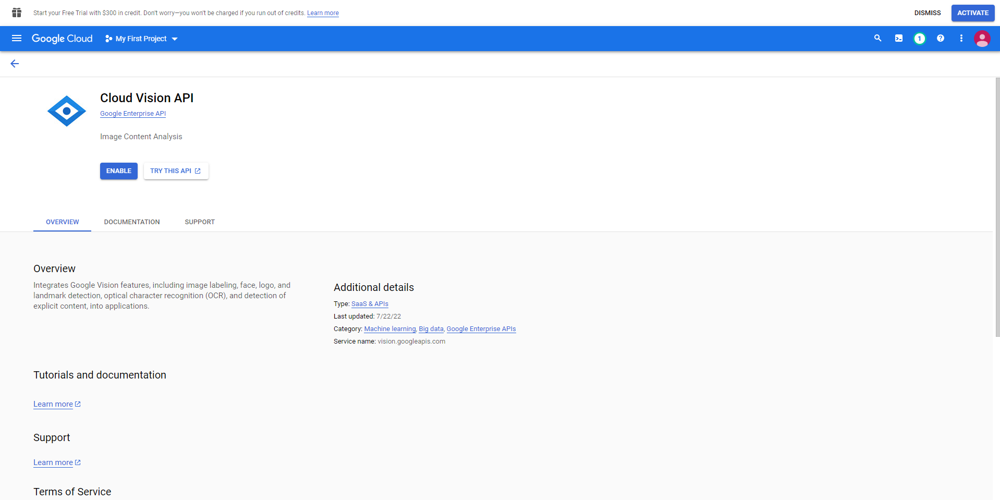 Start your Free Trial with $300 in credit. Don't worry—you won't be charged if you run out of credits. Learn more
DISMISS
ACTIVATE
Google Cloud
My First Project
1
Cloud Vision API
Google Enterprise API
Image Content Analysis
ENABLE
TRY THIS API
OVERVIEW
DOCUMENTATION
SUPPORT
Overview
Integrates Google Vision features, including image labeling, face, logo, and
landmark detection, optical character recognition (OCR), and detection of
explicit content, into applications.
Additional details
Type: SaaS & APIs
Last updated: 7/22/22
Category: Machine learning, Big data, Google Enterprise APIs
Service name: vision.googleapis.com
Tutorials and documentation
Learn more
Support
Learn more
Terms of Service